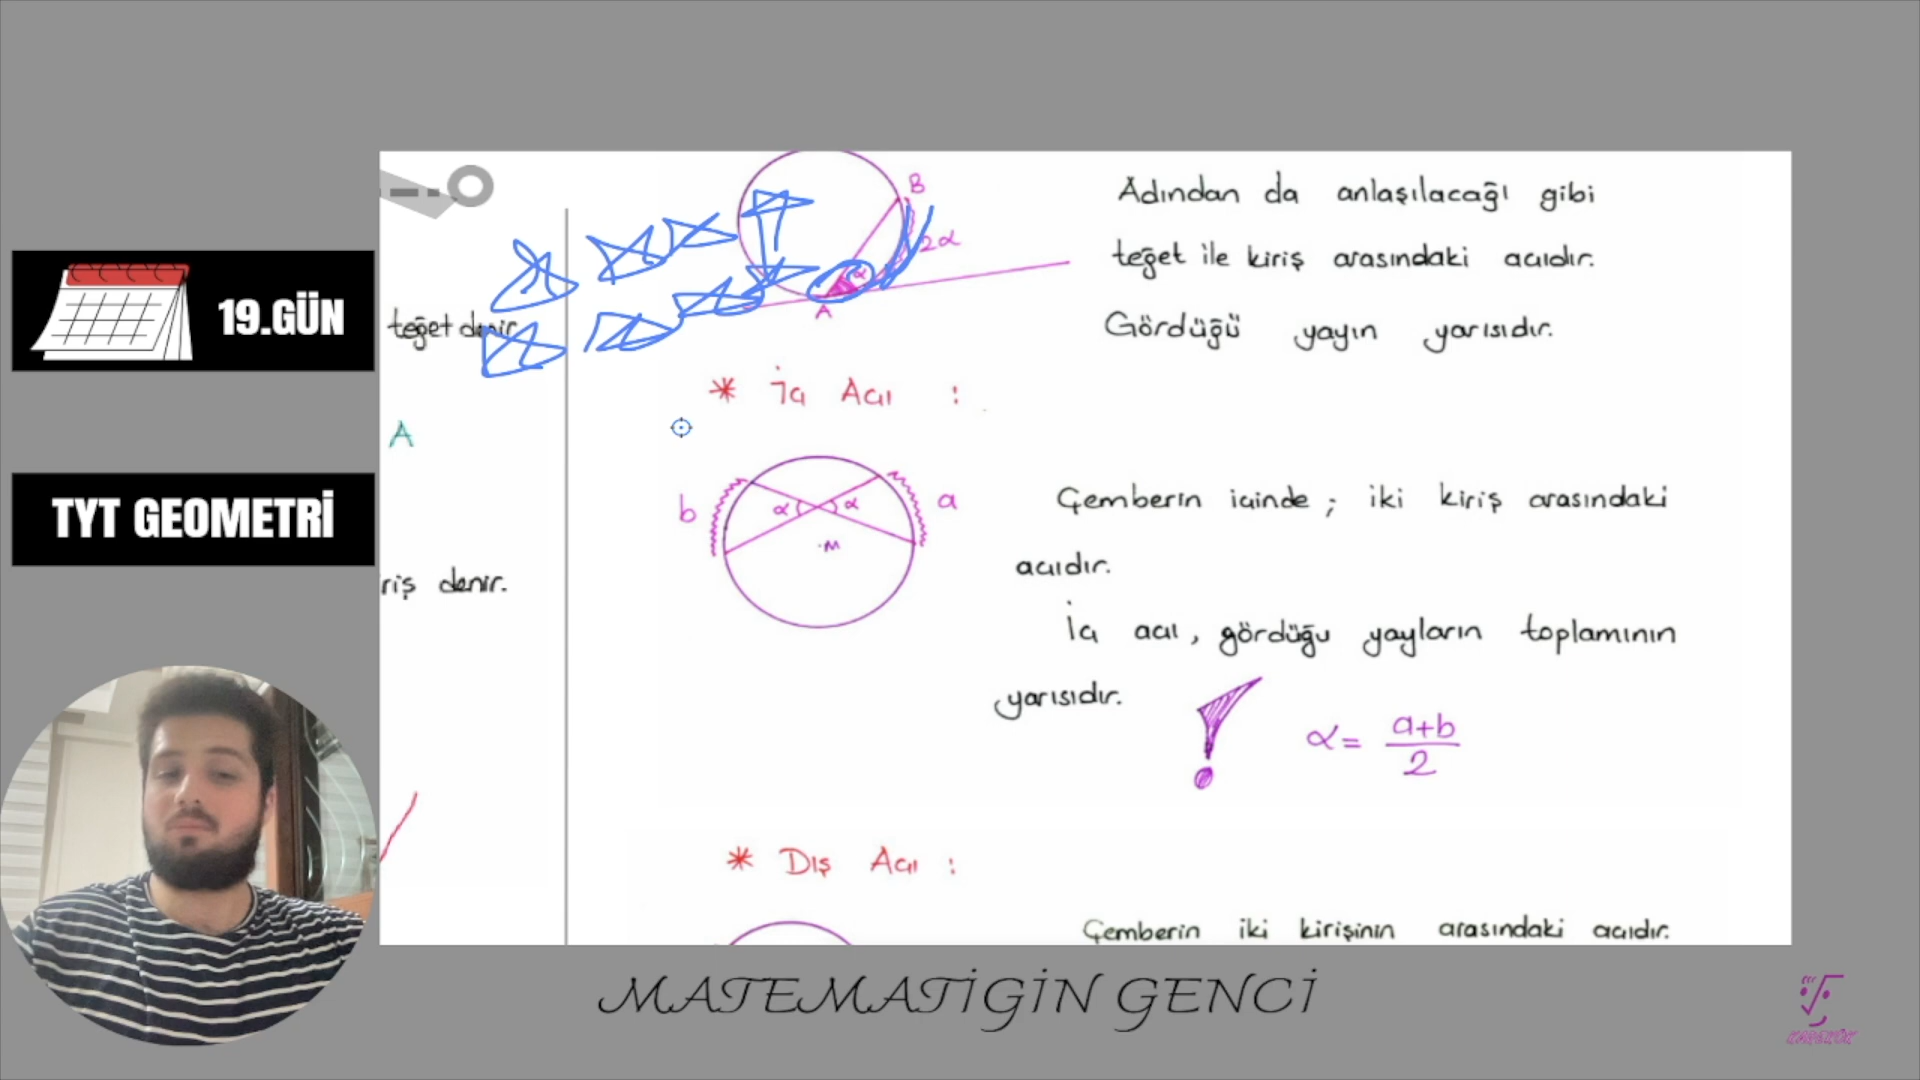 19.GÜN
TYT GEOMETRİ
teğet denir
A
riş denir.
B
2α
α
A
Adından da anlaşılacağı gibi
teğet ile kiriş arasındaki açıdır.
Gördüğü yayın yarısıdır.
* İç Açı :
b
α
α
a
.M
Çemberin içinde ; iki kiriş arasındaki
açıdır.
İç açı , gördüğü yayların toplamının
yarısıdır.
α = a+b
2
* Dış Açı :
Çemberin iki kirişinin arasındaki açıdır.
MATEMATİGİN GENCİ
KAREKÖK